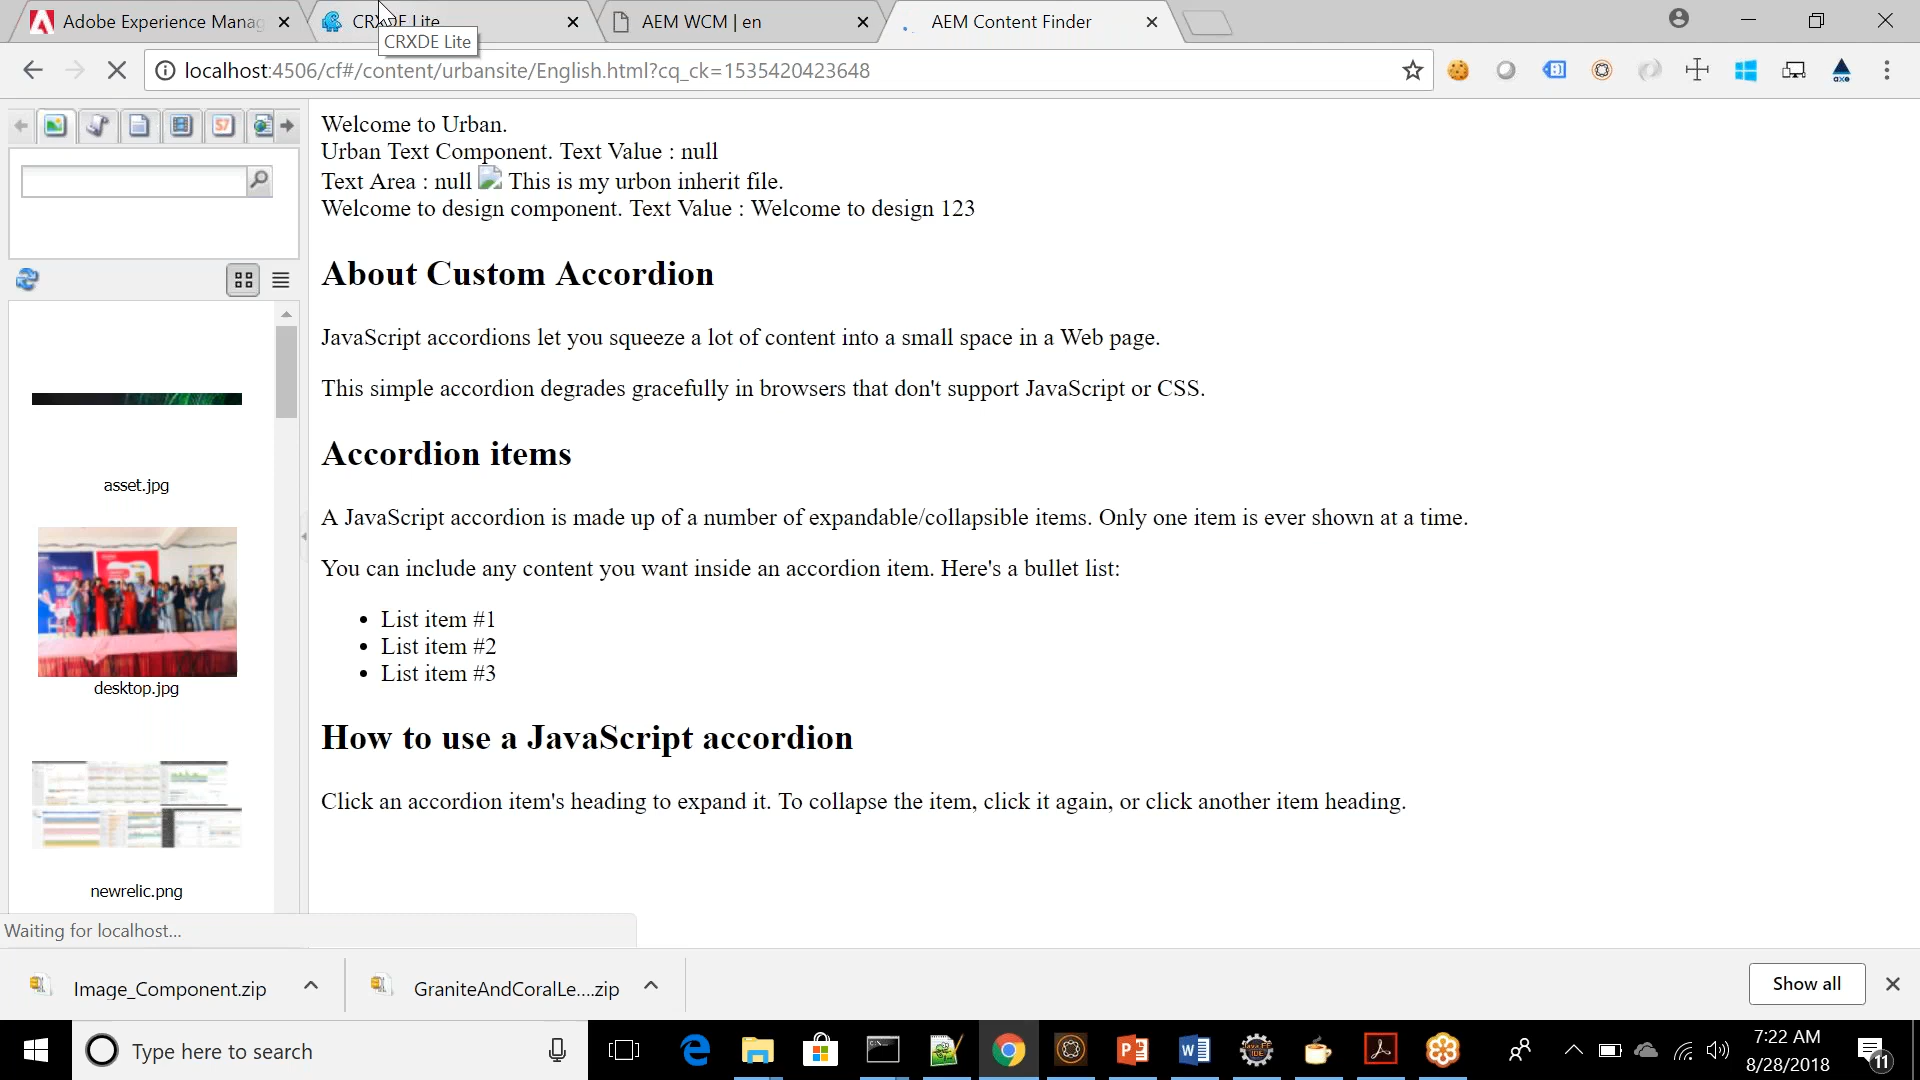 Adobe Experience Manag
CRXDE Lite
AEM WCM | en
AEM Content Finder
CRXDE Lite
localhost:4506/cf#/content/urbansite/English.html?cq_ck=1535420423648
axe
S7
Welcome to Urban.
Urban Text Component. Text Value : null
Text Area : null This is my urbon inherit file.
Welcome to design component. Text Value : Welcome to design 123
About Custom Accordion
JavaScript accordions let you squeeze a lot of content into a small space in a Web page.
This simple accordion degrades gracefully in browsers that don't support JavaScript or CSS.
Accordion items
A JavaScript accordion is made up of a number of expandable/collapsible items. Only one item is ever shown at a time.
You can include any content you want inside an accordion item. Here's a bullet list:
• List item #1
• List item #2
• List item #3
How to use a JavaScript accordion
Click an accordion item's heading to expand it. To collapse the item, click it again, or click another item heading.
asset.jpg
desktop.jpg
newrelic.png
Waiting for localhost...
Image_Component.zip
GraniteAndCoralLe....zip
Show all
Type here to search
7:22 AM
8/28/2018
11